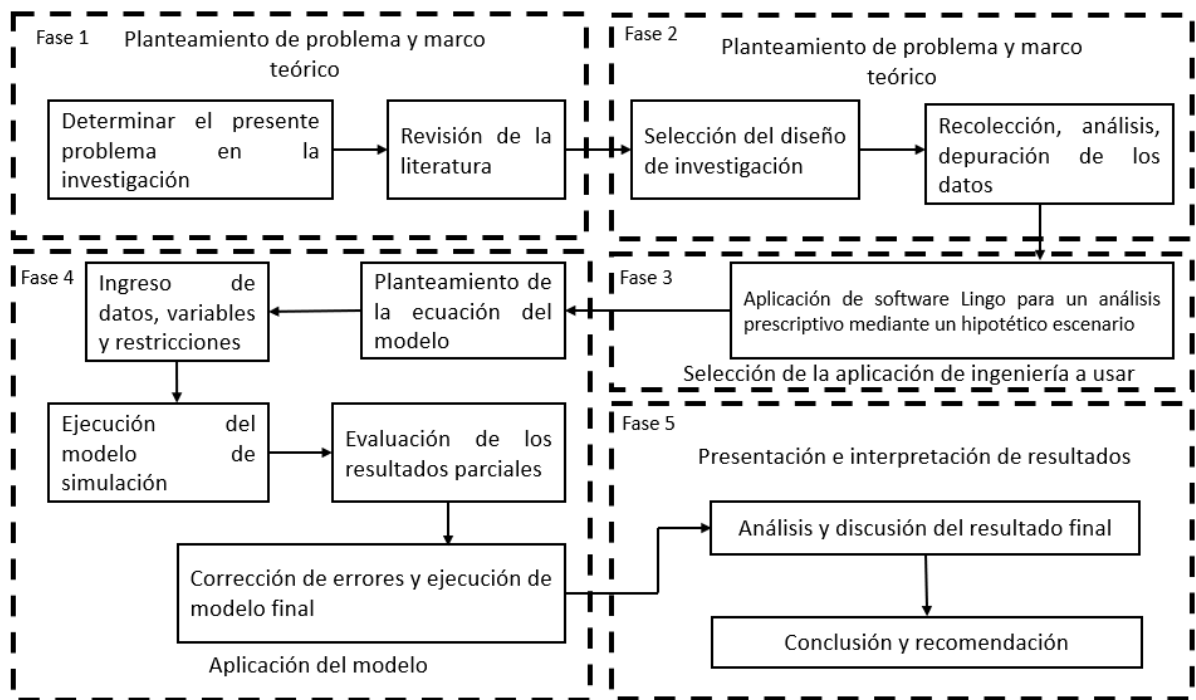 Fase 1
Planteamiento de problema y marco
teórico
Determinar el presente
problema en la
investigación
Revisión de la
literatura
Fase 2
Planteamiento de problema y marco
teórico
Selección del diseño
de investigación
Recolección, análisis,
depuración de los
datos
Fase 3
Aplicación de software Lingo para un análisis
prescriptivo mediante un hipotético escenario
Selección de la aplicación de ingeniería a usar
Fase 4
Planteamiento de
la ecuación del
modelo
Ingreso de
datos, variables
y restricciones
Ejecución del
modelo de
simulación
Evaluación de los
resultados parciales
Corrección de errores y ejecución de
modelo final
Aplicación del modelo
Fase 5
Presentación e interpretación de resultados
Análisis y discusión del resultado final
Conclusión y recomendación